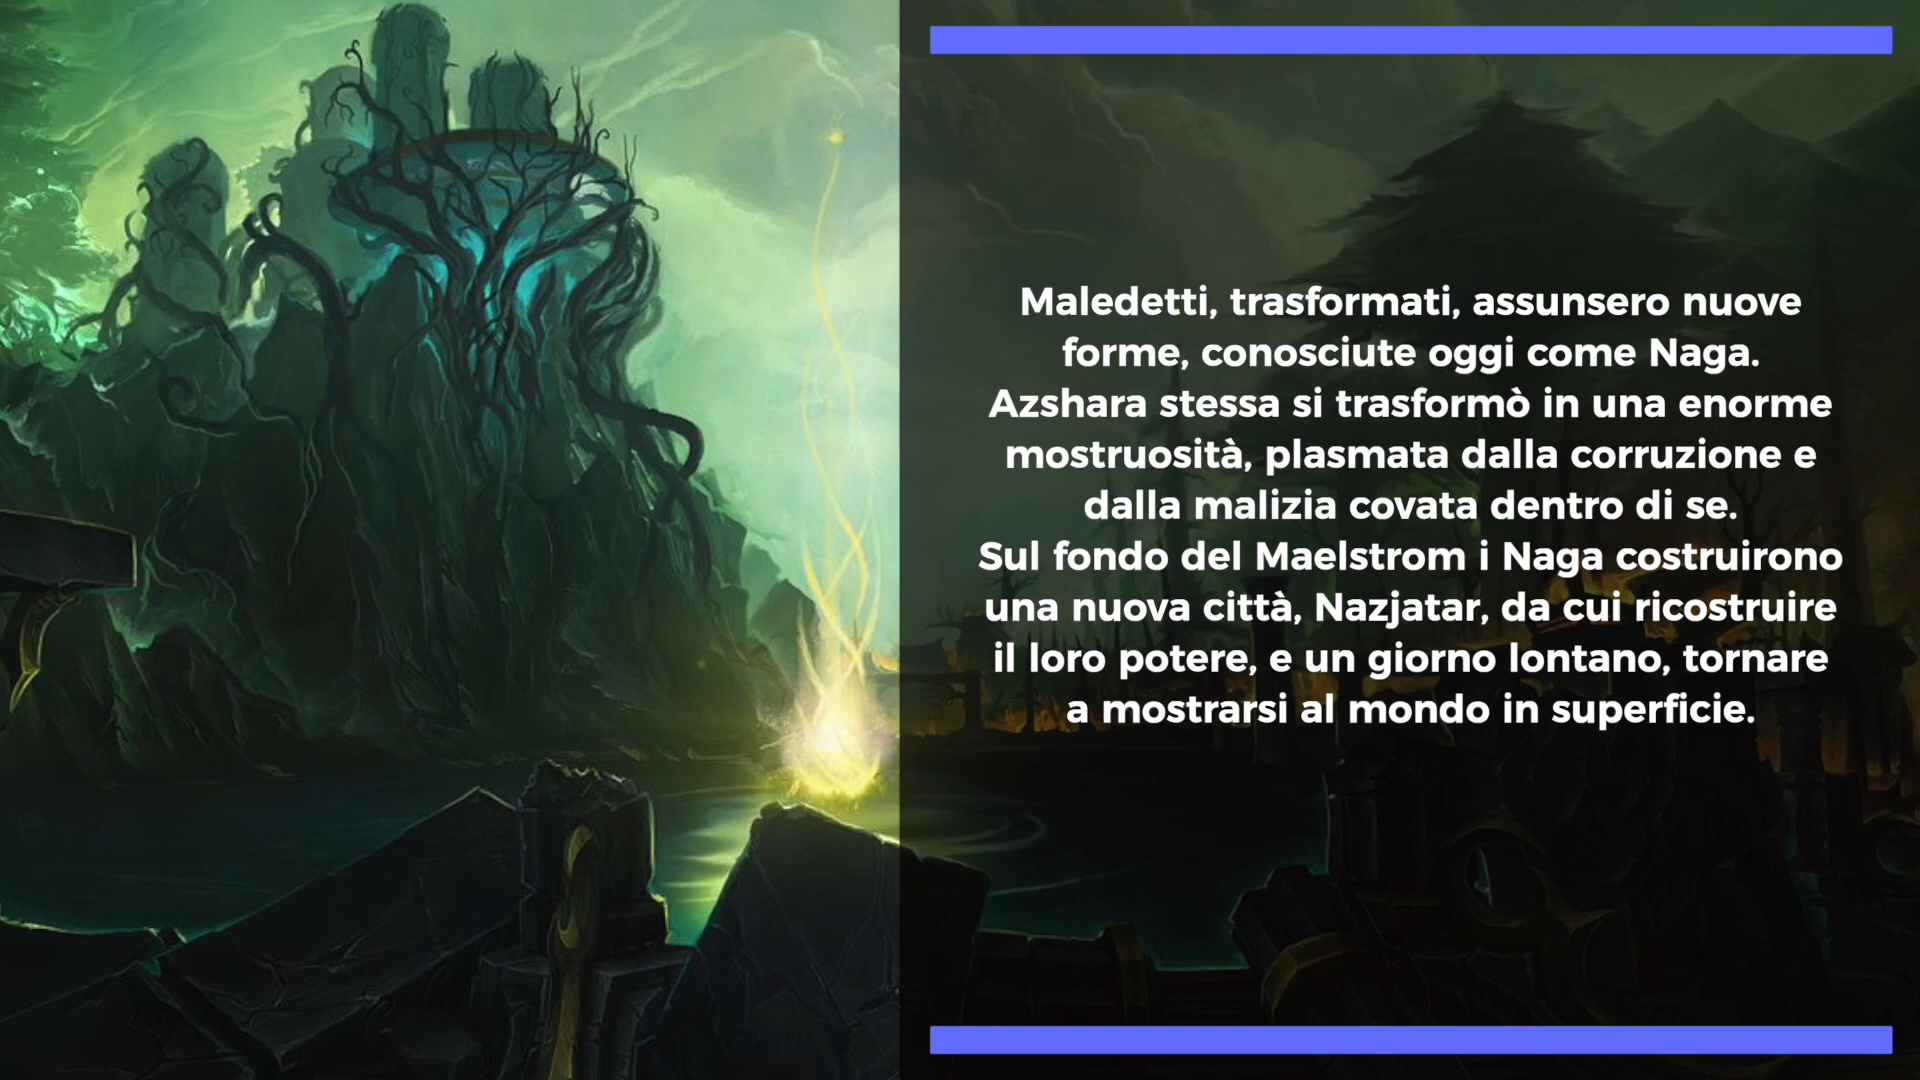 Maledetti, trasformati, assunsero nuove
forme, conosciute oggi come Naga.
Azshara stessa si trasformò in una enorme
mostruosità, plasmata dalla corruzione e
dalla malizia covata dentro di se.
Sul fondo del Maelstrom i Naga costruirono
una nuova città, Nazjatar, da cui ricostruire
il loro potere, e un giorno lontano, tornare
a mostrarsi al mondo in superficie.